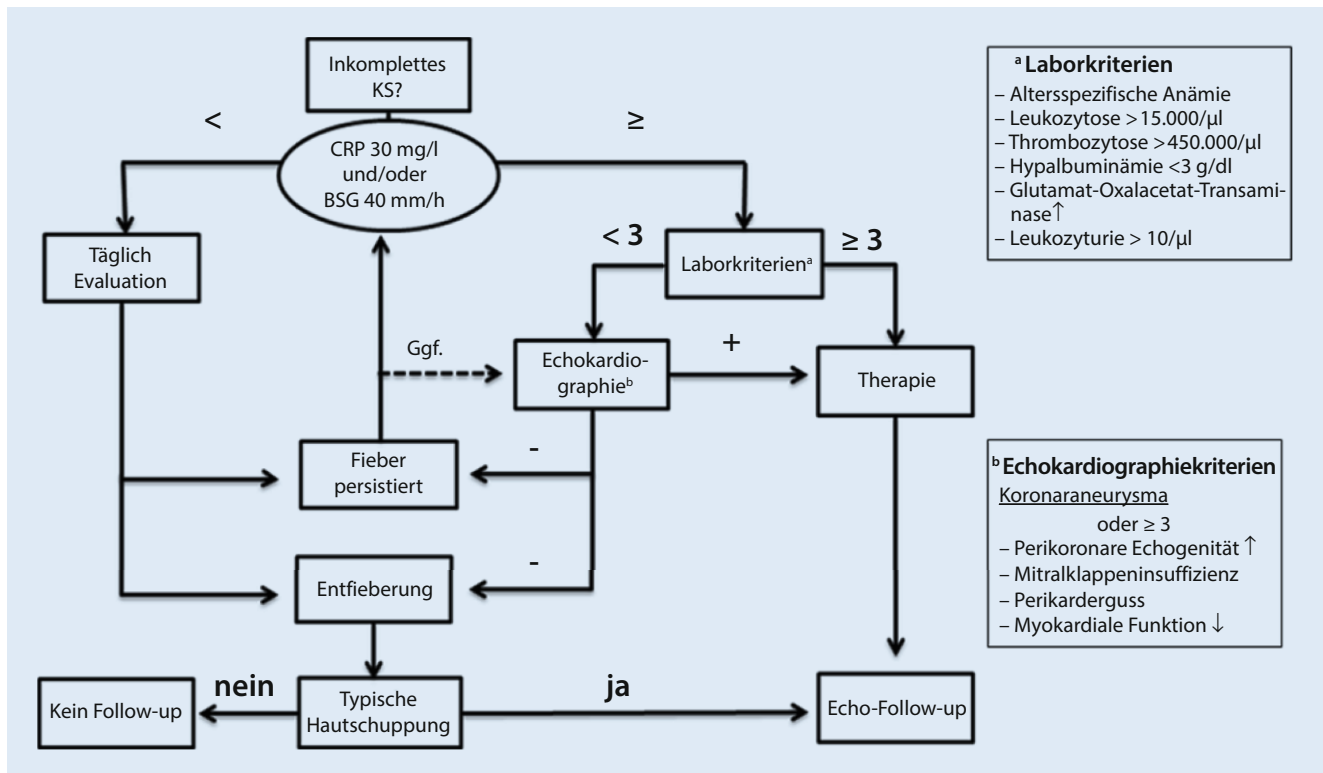 Inkomplettes
KS?
<
≥
CRP 30 mg/l
und/oder
BSG 40 mm/h
Täglich
Evaluation
< 3
≥ 3
Laborkriterienᵃ
Ggf.
Echokardio-
graphieᵇ
+
Therapie
Fieber
persistiert
-
Entfieberung
-
Kein Follow-up
nein
Typische
Hautschuppung
ja
Echo-Follow-up
ᵃ Laborkriterien
– Altersspezifische Anämie
– Leukozytose >15.000/µl
– Thrombozytose >450.000/µl
– Hypalbuminämie <3 g/dl
– Glutamat-Oxalacetat-Transami-
nase↑
– Leukozyturie > 10/µl
ᵇ Echokardiographiekriterien
Koronaraneurysma
oder ≥ 3
– Perikoronare Echogenität ↑
– Mitralklappeninsuffizienz
– Perikarderguss
– Myokardiale Funktion ↓